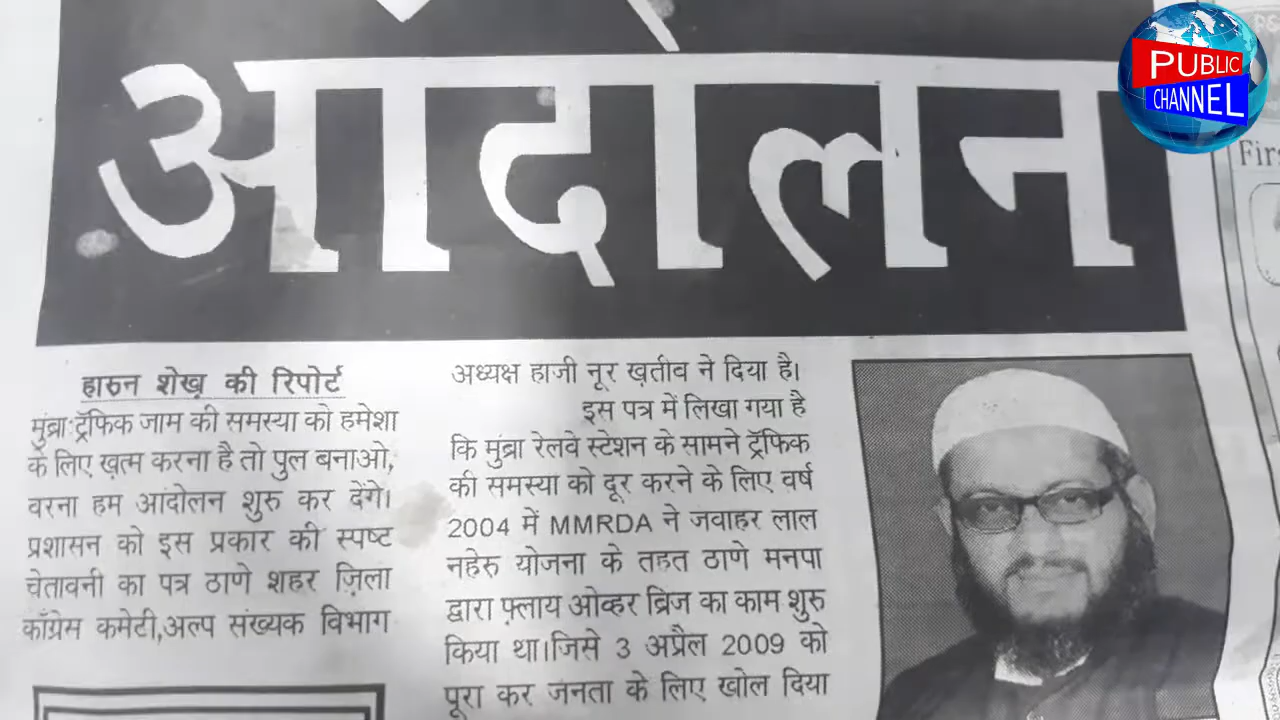 आंदोलन
PUBLIC
CHANNEL
हारुन शेख़ की रिपोर्ट
मुंब्राःट्रॅफिक जाम की समस्या को हमेशा
के लिए ख़त्म करना है तो पुल बनाओ,
वरना हम आंदोलन शुरु कर देंगे।
प्रशासन को इस प्रकार की स्पष्ट
चेतावनी का पत्र ठाणे शहर ज़िला
काँग्रेस कमेटी,अल्प संख्यक विभाग
अध्यक्ष हाजी नूर ख़तीव ने दिया है।
इस पत्र में लिखा गया है
कि मुंब्रा रेलवे स्टेशन के सामने ट्रॅफिक
की समस्या को दूर करने के लिए वर्ष
2004 में MMRDA ने जवाहर लाल
नहेरु योजना के तहत ठाणे मनपा
द्वारा फ़्लाय ओव्हर ब्रिज का काम शुरु
किया था।जिसे 3 अप्रैल 2009 को
पूरा कर जनता के लिए खोल दिया